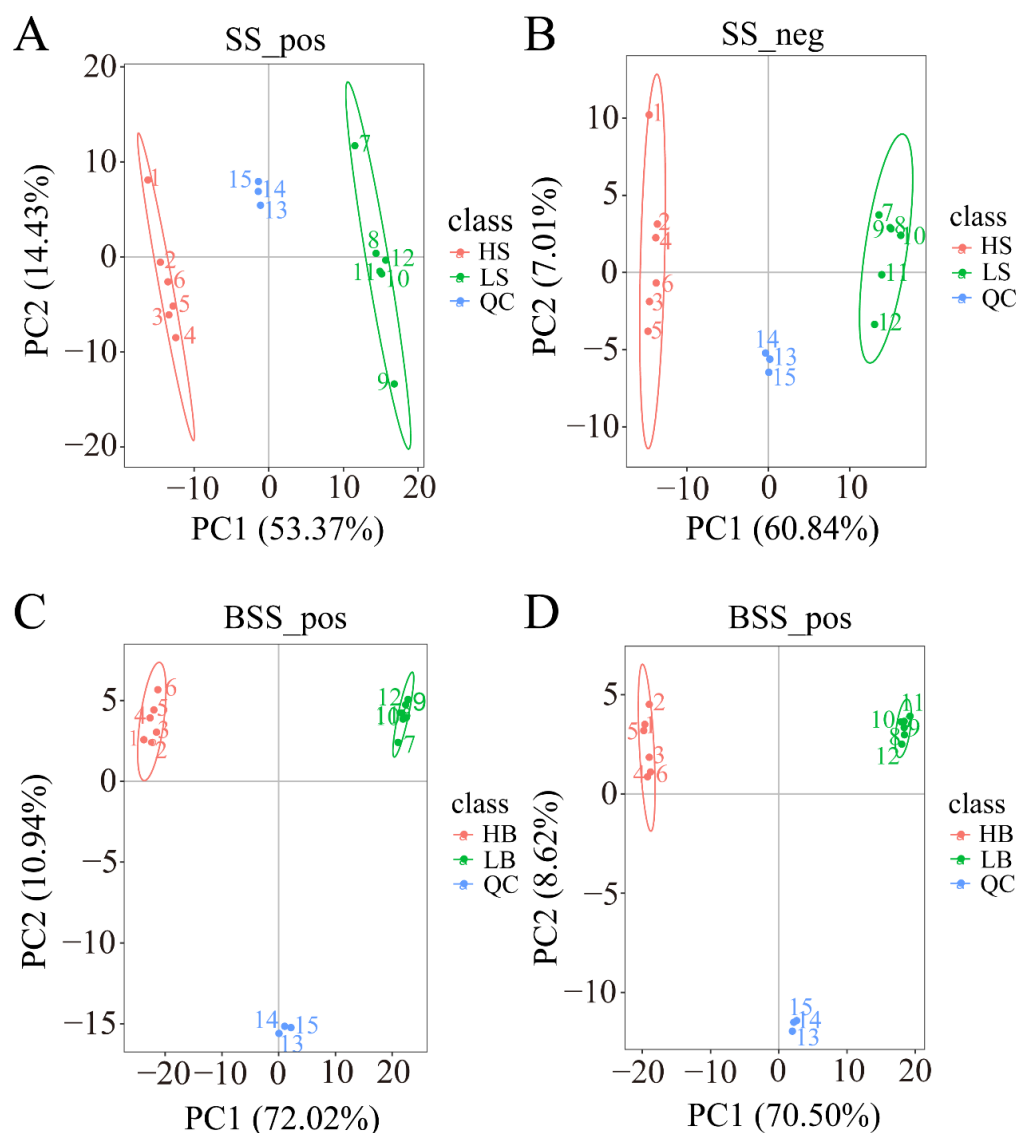 A
SS_pos
20
10
0
−10
−20
PC2 (14.43%)
1
2
6
5
3
4
15
14
13
7
8
12
11
10
9
−10
0
10
20
PC1 (53.37%)
class
HS
LS
QC
B
SS_neg
10
5
0
−5
−10
PC2 (7.01%)
1
2
4
6
3
5
14
13
15
7
9
8
10
11
12
−10
0
10
PC1 (60.84%)
class
HS
LS
QC
C
BSS_pos
5
0
−5
−10
−15
PC2 (10.94%)
6
5
4
3
1
2
12
9
10
7
14
15
13
−20
−10
0
10
20
PC1 (72.02%)
class
HB
LB
QC
D
BSS_pos
5
0
−5
−10
PC2 (8.62%)
2
1
5
3
4
6
11
10
9
8
12
15
14
13
−20
−10
0
10
20
PC1 (70.50%)
class
HB
LB
QC